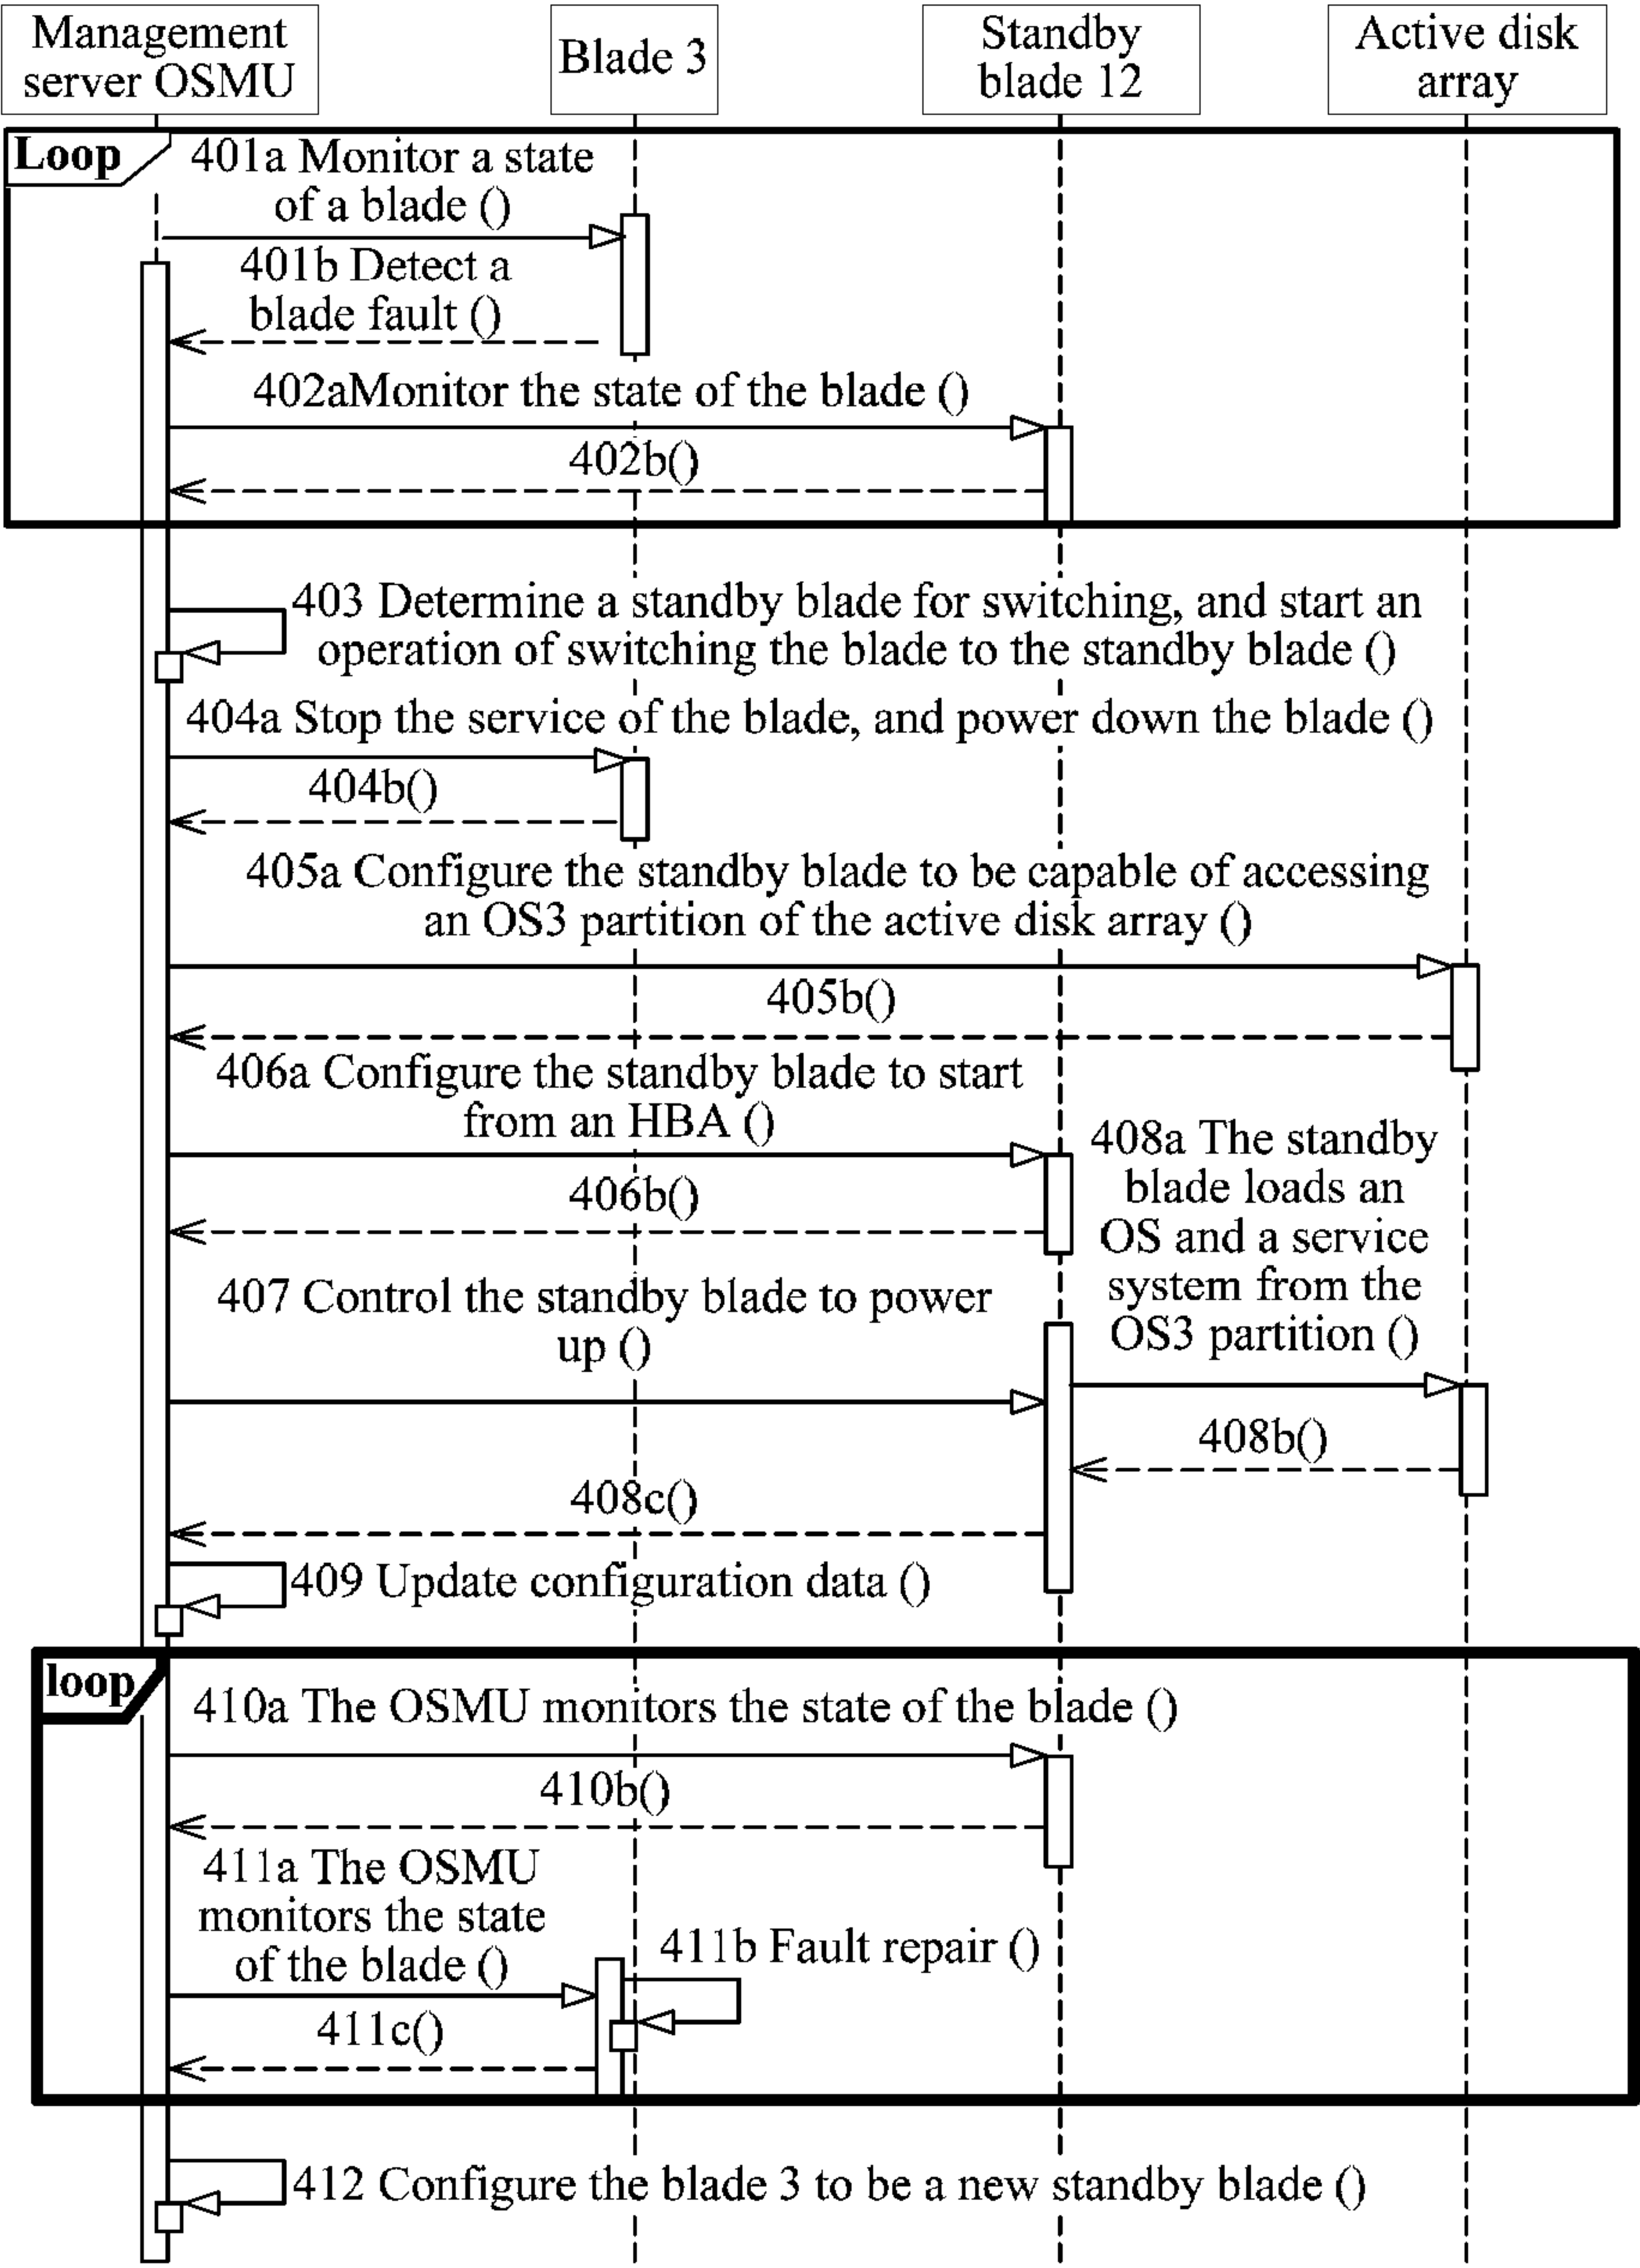 Management
server OSMU
Blade 3
Standby
blade 12
Active disk
array
Loop
401a Monitor a state
of a blade ()
401b Detect a
blade fault ()
402aMonitor the state of the blade ()
402b()
403 Determine a standby blade for switching, and start an
operation of switching the blade to the standby blade ()
404a Stop the service of the blade, and power down the blade ()
404b()
405a Configure the standby blade to be capable of accessing
an OS3 partition of the active disk array ()
405b()
406a Configure the standby blade to start
from an HBA ()
406b()
407 Control the standby blade to power
up ()
408a The standby
blade loads an
OS and a service
system from the
OS3 partition ()
408b()
408c()
409 Update configuration data ()
loop
410a The OSMU monitors the state of the blade ()
410b()
411a The OSMU
monitors the state
of the blade ()
411b Fault repair ()
411c()
412 Configure the blade 3 to be a new standby blade ()